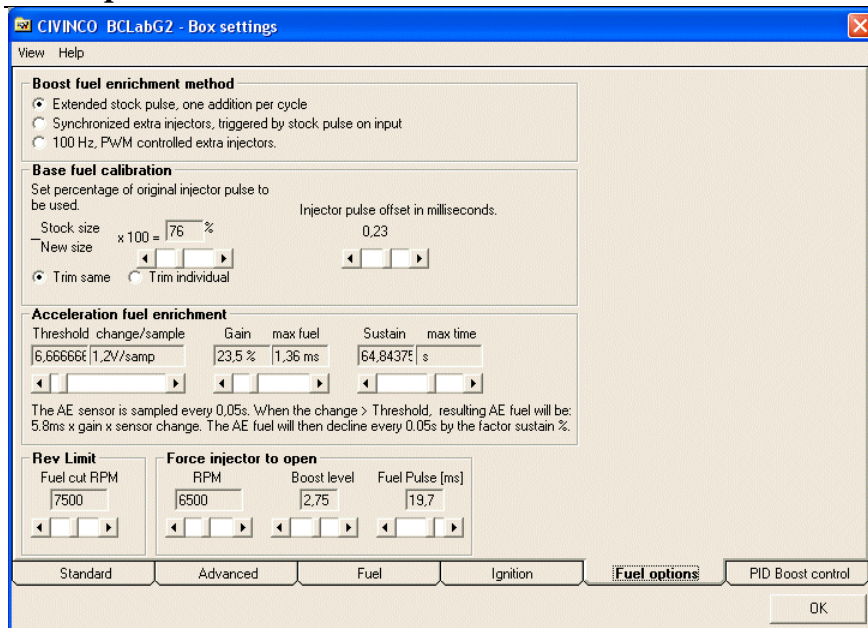 CIVINCO BCLabG2 - Box settings
View Help
Boost fuel enrichment method
Extended stock pulse, one addition per cycle
Synchronized extra injectors, triggered by stock pulse on input
100 Hz, PWM controlled extra injectors.
Base fuel calibration
Set percentage of original injector pulse to
be used.
Injector pulse offset in milliseconds.
Stock size
New size
x 100 = 76 %
0,23
Trim same Trim individual
Acceleration fuel enrichment
Threshold change/sample Gain max fuel Sustain max time
1,2V/samp 23,5 % 1,36 ms s
The AE sensor is sampled every 0,05s. When the change > Threshold, resulting AE fuel will be:
5.8ms x gain x sensor change. The AE fuel will then decline every 0.05s by the factor sustain %.
Rev Limit
Fuel cut RPM
7500
Force injector to open
RPM Boost level Fuel Pulse [ms]
6500 2,75 19,7
Standard Advanced Fuel Ignition Fuel options PID Boost control
OK